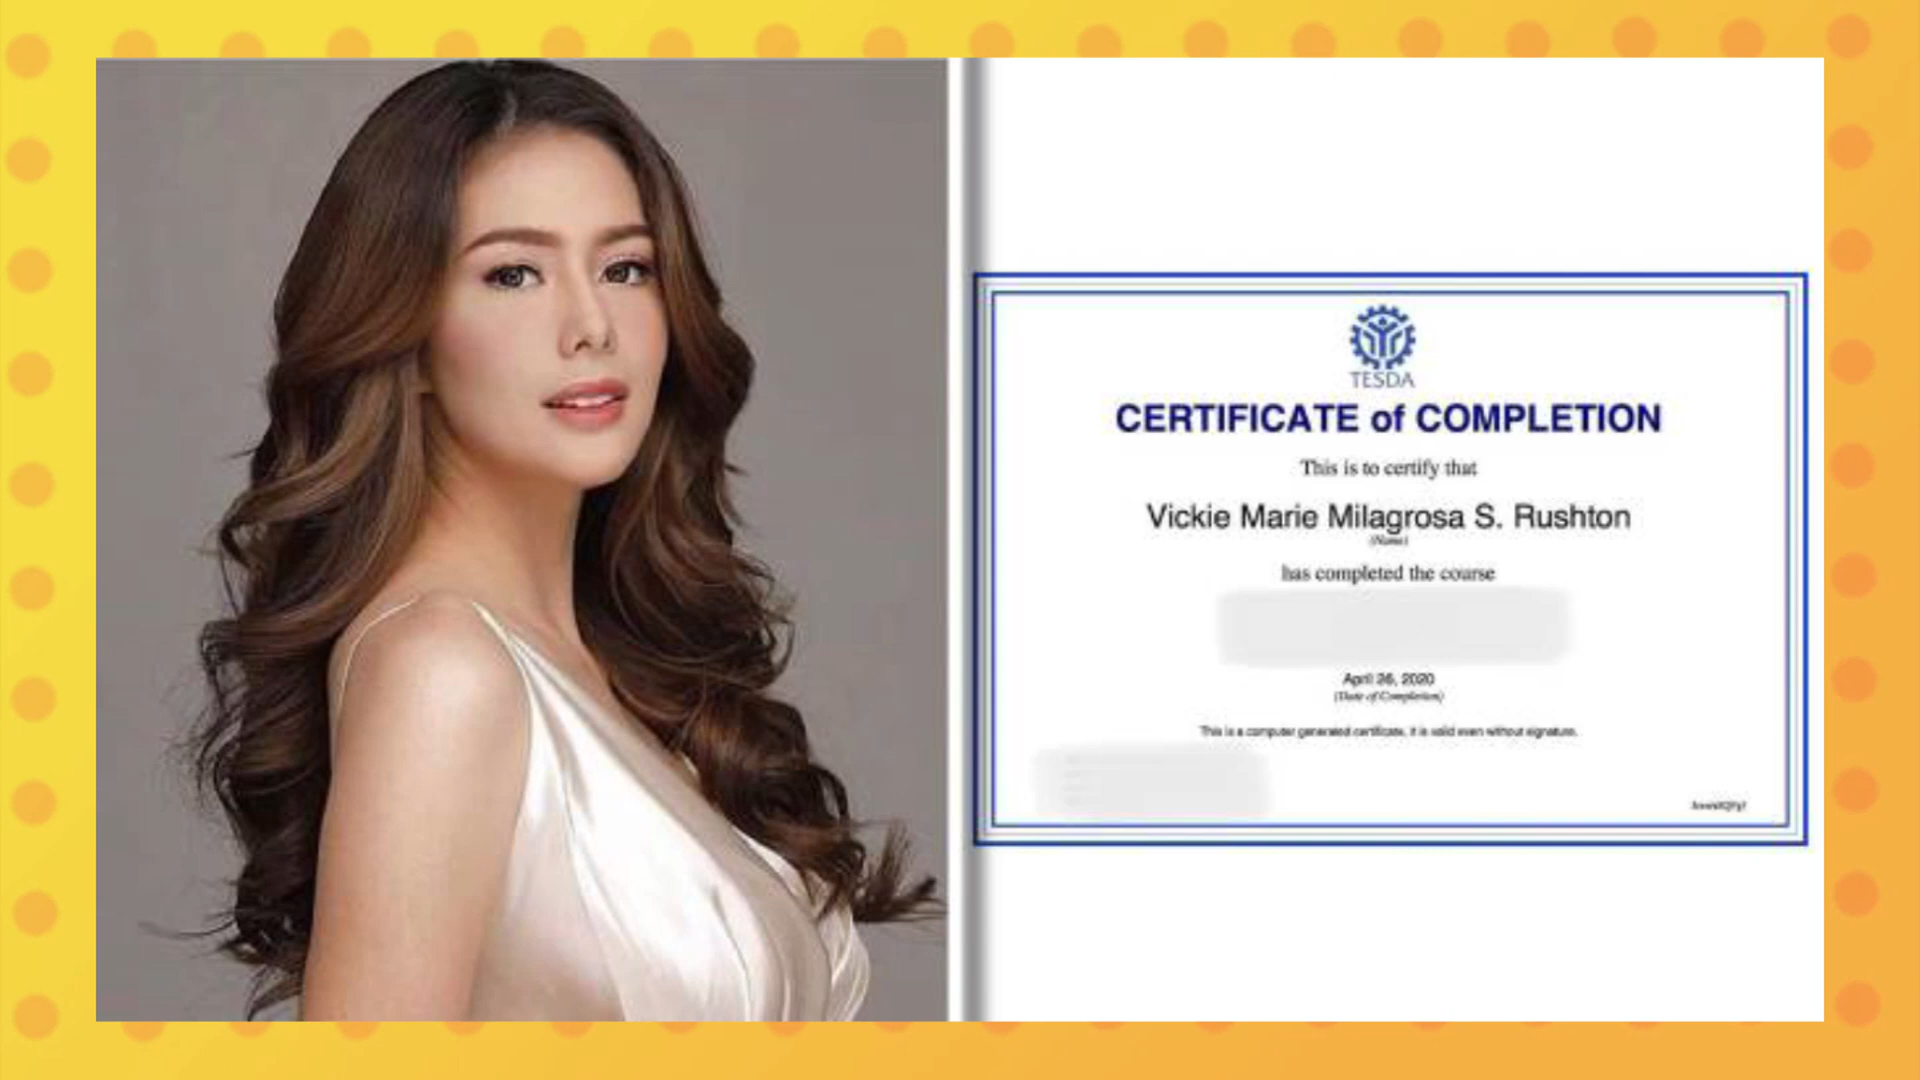 TESDA
CERTIFICATE of COMPLETION
This is to certify that
Vickie Marie Milagrosa S. Rushton
(Name)
has completed the course
April 26, 2020
(Date of Completion)
This is a computer generated certificate, it is valid even without signature.